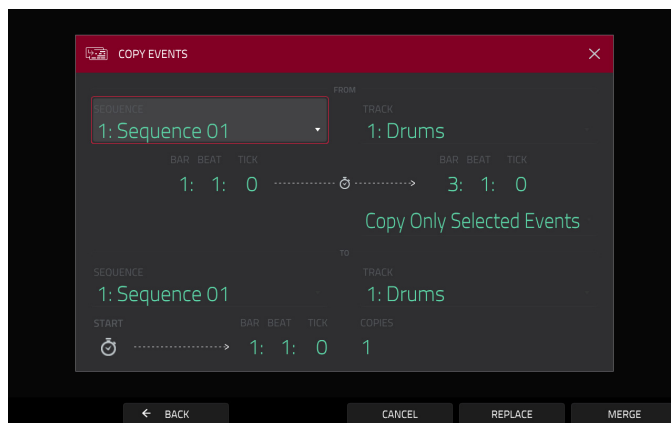 COPY EVENTS
FROM
SEQUENCE TRACK
1: Sequence 01 1: Drums
BAR BEAT TICK BAR BEAT TICK
1: 1: 0 3: 1: 0
Copy Only Selected Events
TO
SEQUENCE TRACK
1: Sequence 01 1: Drums
START BAR BEAT TICK COPIES
1: 1: 0 1
BACK CANCEL REPLACE MERGE